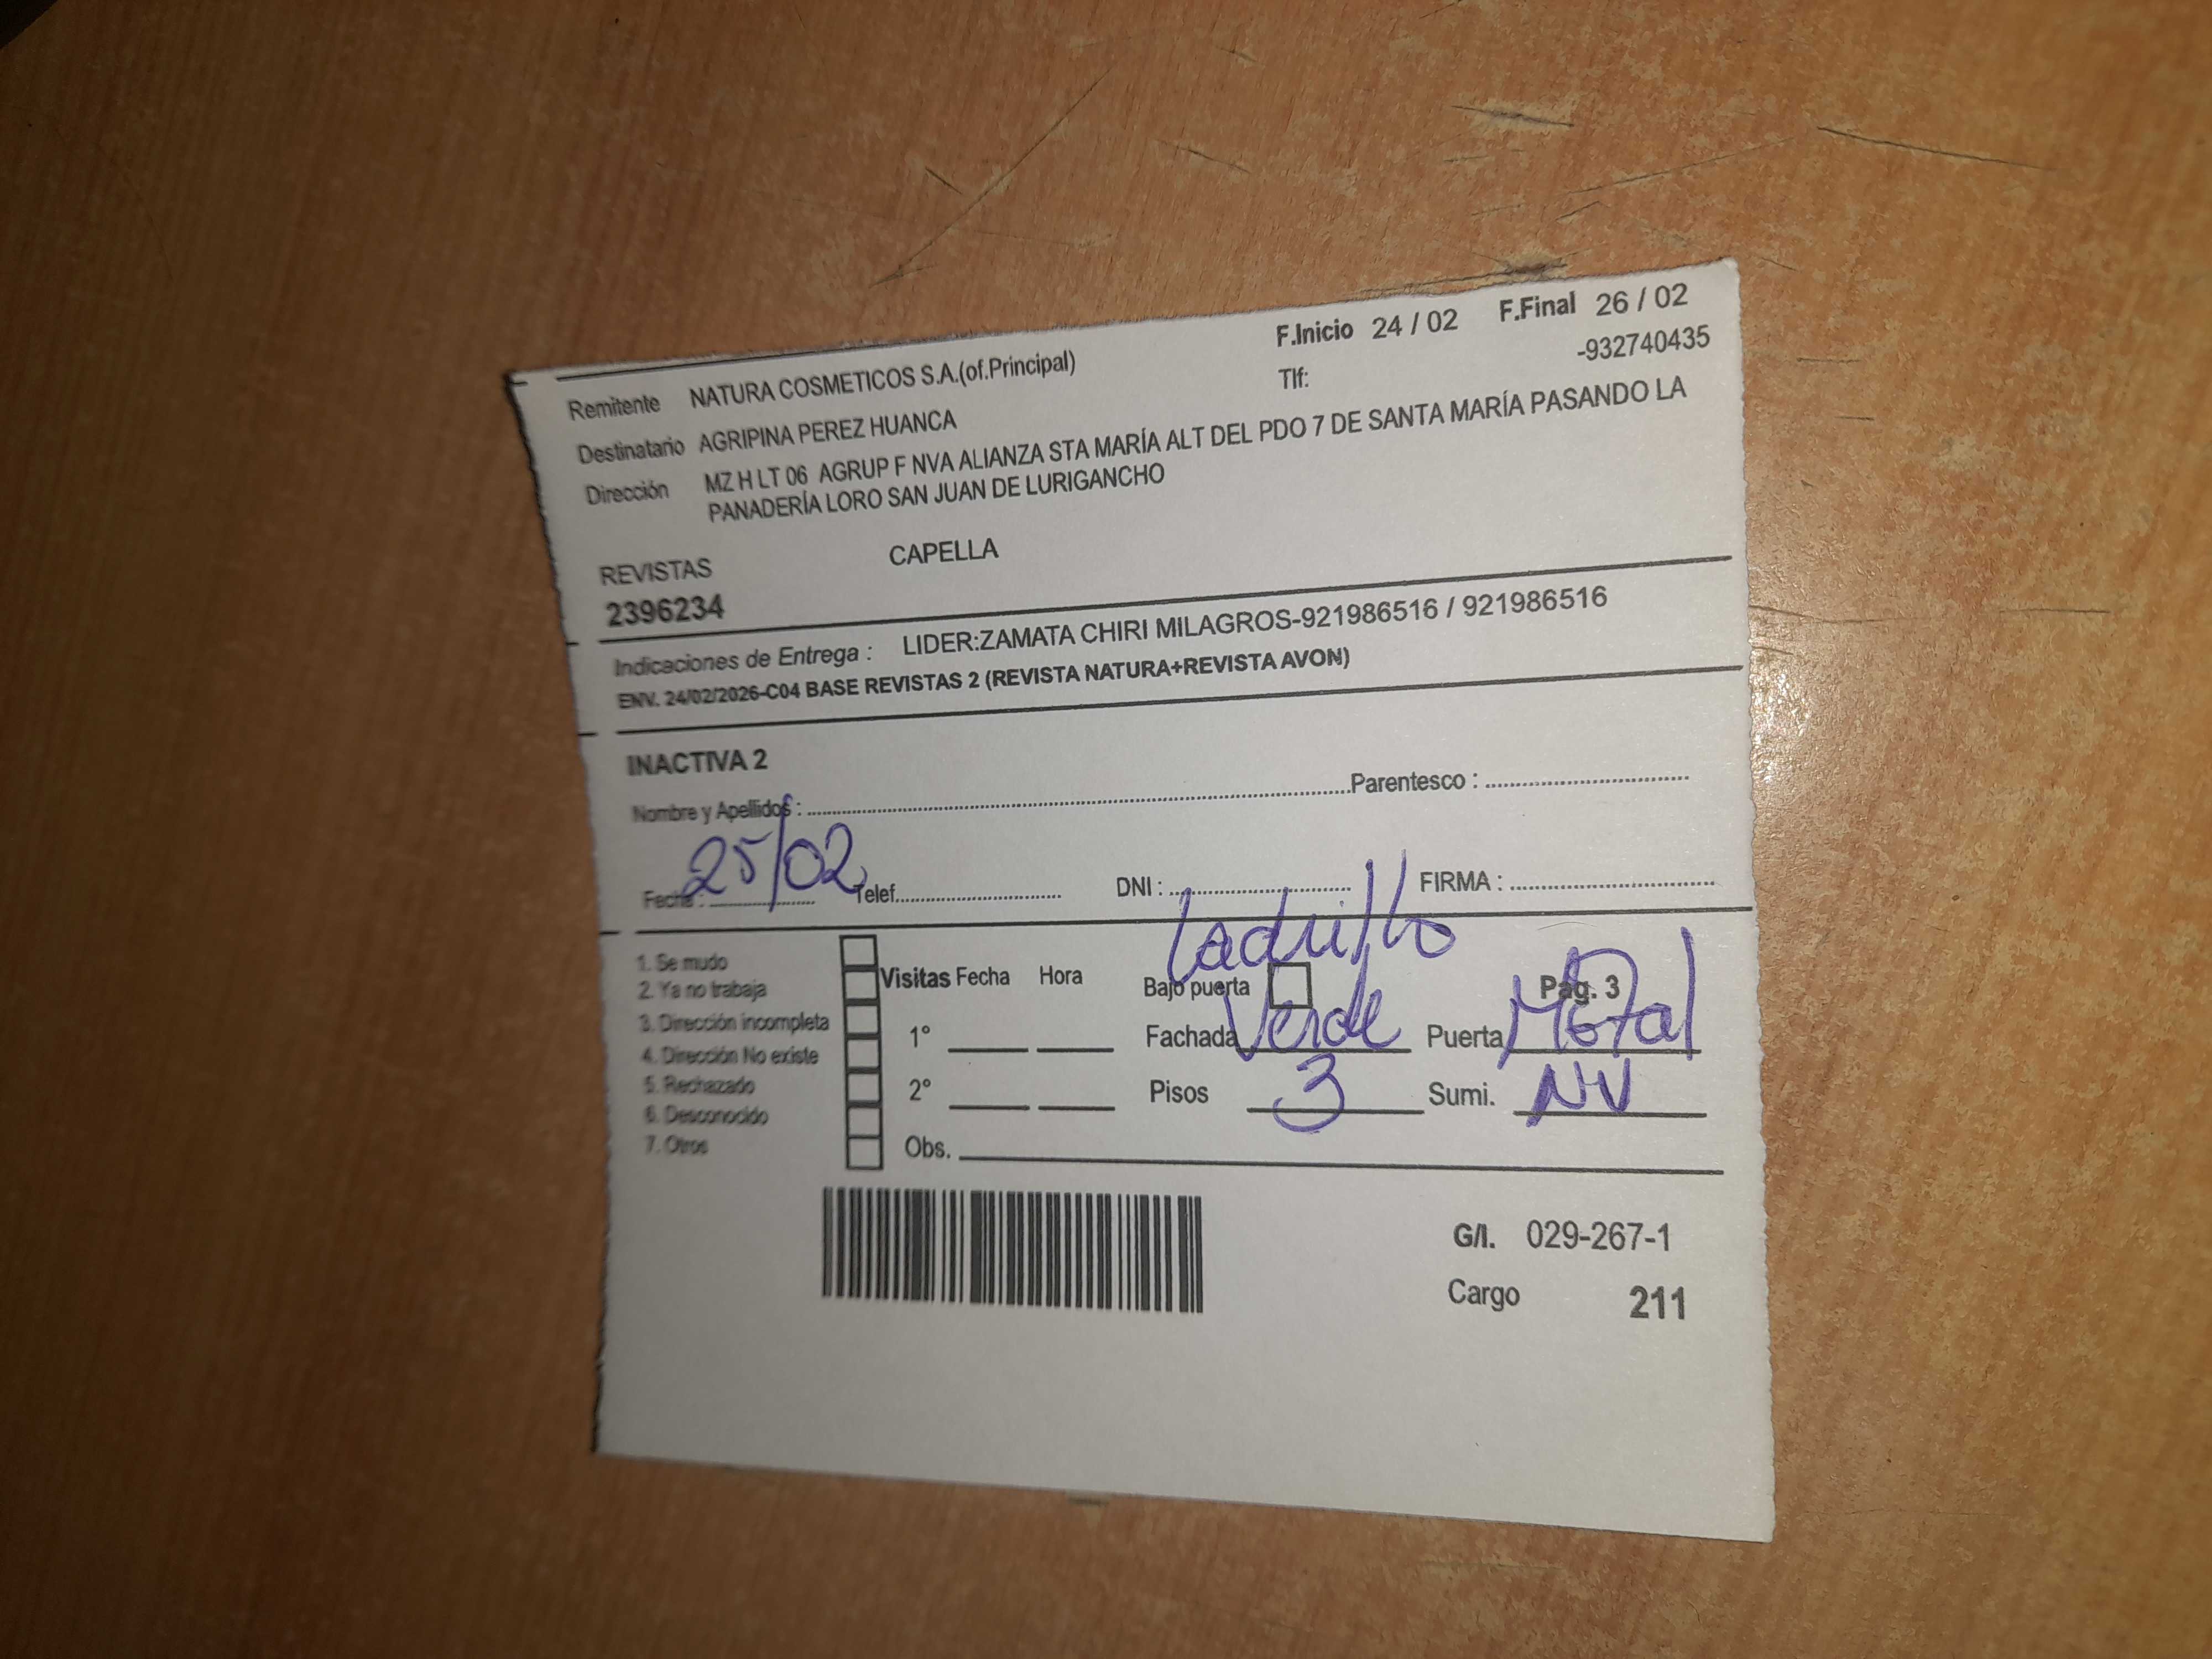 F.Inicio 24 / 02 F.Final 26 / 02
Remitente NATURA COSMETICOS S.A.(of.Principal) Tlf: -932740435
Destinatario AGRIPINA PEREZ HUANCA
Dirección MZ H LT 06 AGRUP F NVA ALIANZA STA MARÍA ALT DEL PDO 7 DE SANTA MARÍA PASANDO LA
PANADERÍA LORO SAN JUAN DE LURIGANCHO
REVISTAS CAPELLA
2396234
Indicaciones de Entrega : LIDER:ZAMATA CHIRI MILAGROS-921986516 / 921986516
ENV. 24/02/2026-C04 BASE REVISTAS 2 (REVISTA NATURA+REVISTA AVON)
INACTIVA 2
Nombre y Apellidos : Parentesco :
Fecha : 25/02 Telef. DNI : FIRMA :
ladrillo
1. Se mudo
2. Ya no trabaja
3. Dirección incompleta
4. Dirección No existe
5. Rechazado
6. Desconocido
7. Otros
Visitas Fecha Hora
1°
2°
Obs.
Bajo puerta Pág. 3
Fachada Verde Puerta Metal
Pisos 3 Sumi. NV
G/I. 029-267-1
Cargo 211